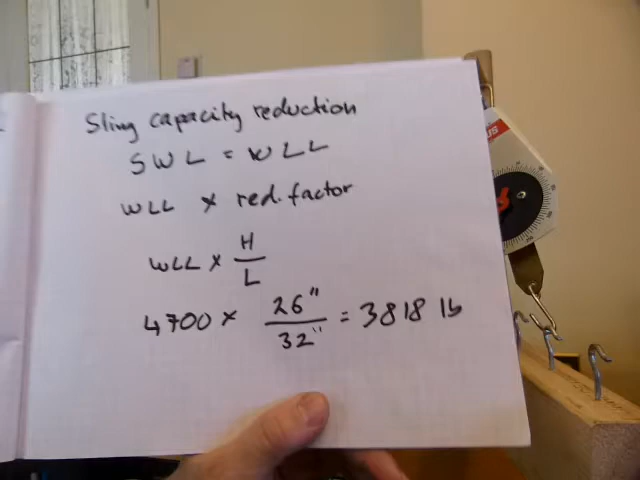 Sling capacity reduction
SWL = WLL
WLL x red. factor
WLL x H
L
4700 x 26" = 3818 lb
32"